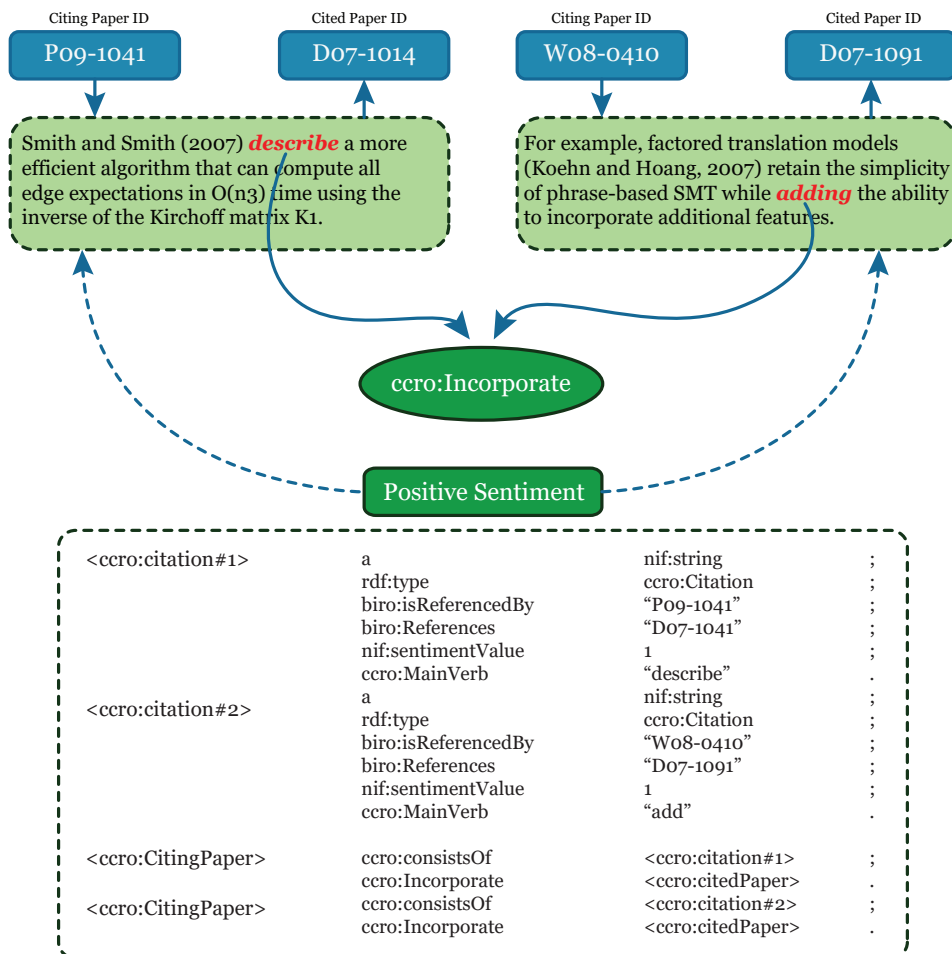 Citing Paper ID
Cited Paper ID
Citing Paper ID
Cited Paper ID
P09-1041
D07-1014
W08-0410
D07-1091
Smith and Smith (2007) describe a more
efficient algorithm that can compute all
edge expectations in O(n3) time using the
inverse of the Kirchoff matrix K1.
For example, factored translation models
(Koehn and Hoang, 2007) retain the simplicity
of phrase-based SMT while adding the ability
to incorporate additional features.
ccro:Incorporate
Positive Sentiment
<ccro:citation#1> a nif:string ;
rdf:type ccro:Citation ;
biro:isReferencedBy “P09-1041” ;
biro:References “D07-1041” ;
nif:sentimentValue 1 ;
ccro:MainVerb “describe” .
<ccro:citation#2> a nif:string ;
rdf:type ccro:Citation ;
biro:isReferencedBy “W08-0410” ;
biro:References “D07-1091” ;
nif:sentimentValue 1 ;
ccro:MainVerb “add” .
<ccro:CitingPaper> ccro:consistsOf <ccro:citation#1> ;
ccro:Incorporate <ccro:citedPaper> .
<ccro:CitingPaper> ccro:consistsOf <ccro:citation#2> ;
ccro:Incorporate <ccro:citedPaper> .